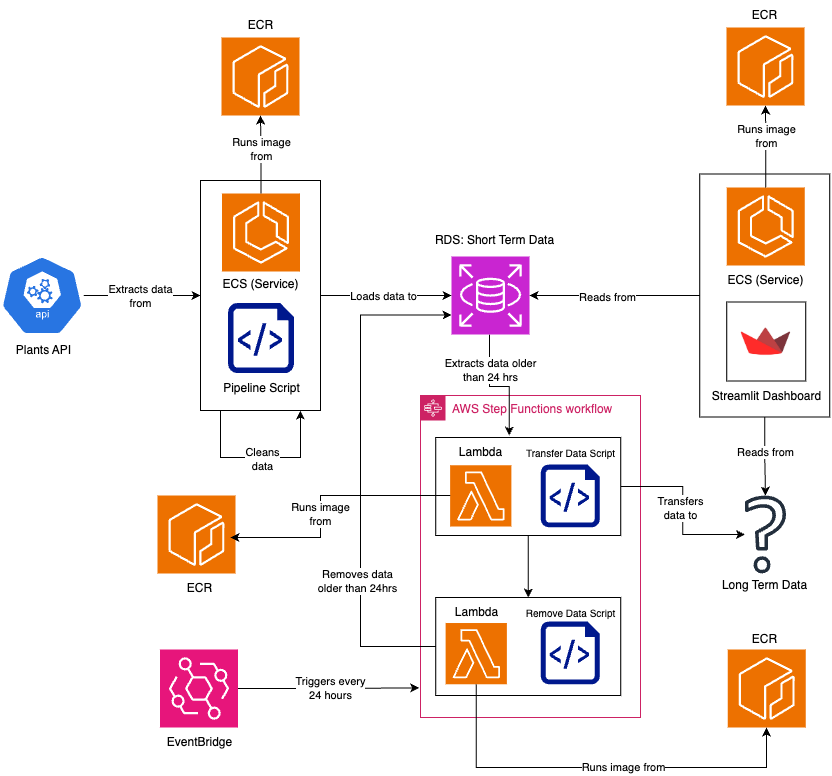 ECR
ECR
Runs image
from
Runs image
from
RDS: Short Term Data
ECS (Service)
ECS (Service)
Extracts data
from
Loads data to
Reads from
api
Plants API
Pipeline Script
Streamlit Dashboard
Extracts data older
than 24 hrs
AWS Step Functions workflow
Cleans
data
Lambda
Transfer Data Script
Reads from
Runs image
from
Transfers
data to
ECR
Removes data
older than 24hrs
Long Term Data
Lambda
Remove Data Script
ECR
Triggers every
24 hours
EventBridge
Runs image from